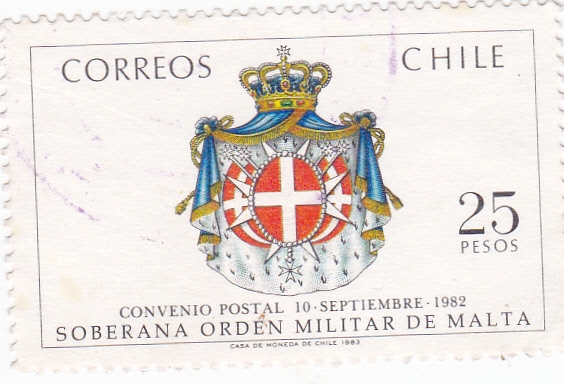 CORREOS CHILE
25
PESOS
CONVENIO POSTAL 10·SEPTIEMBRE·1982
SOBERANA ORDEN MILITAR DE MALTA
CASA DE MONEDA DE CHILE 1983